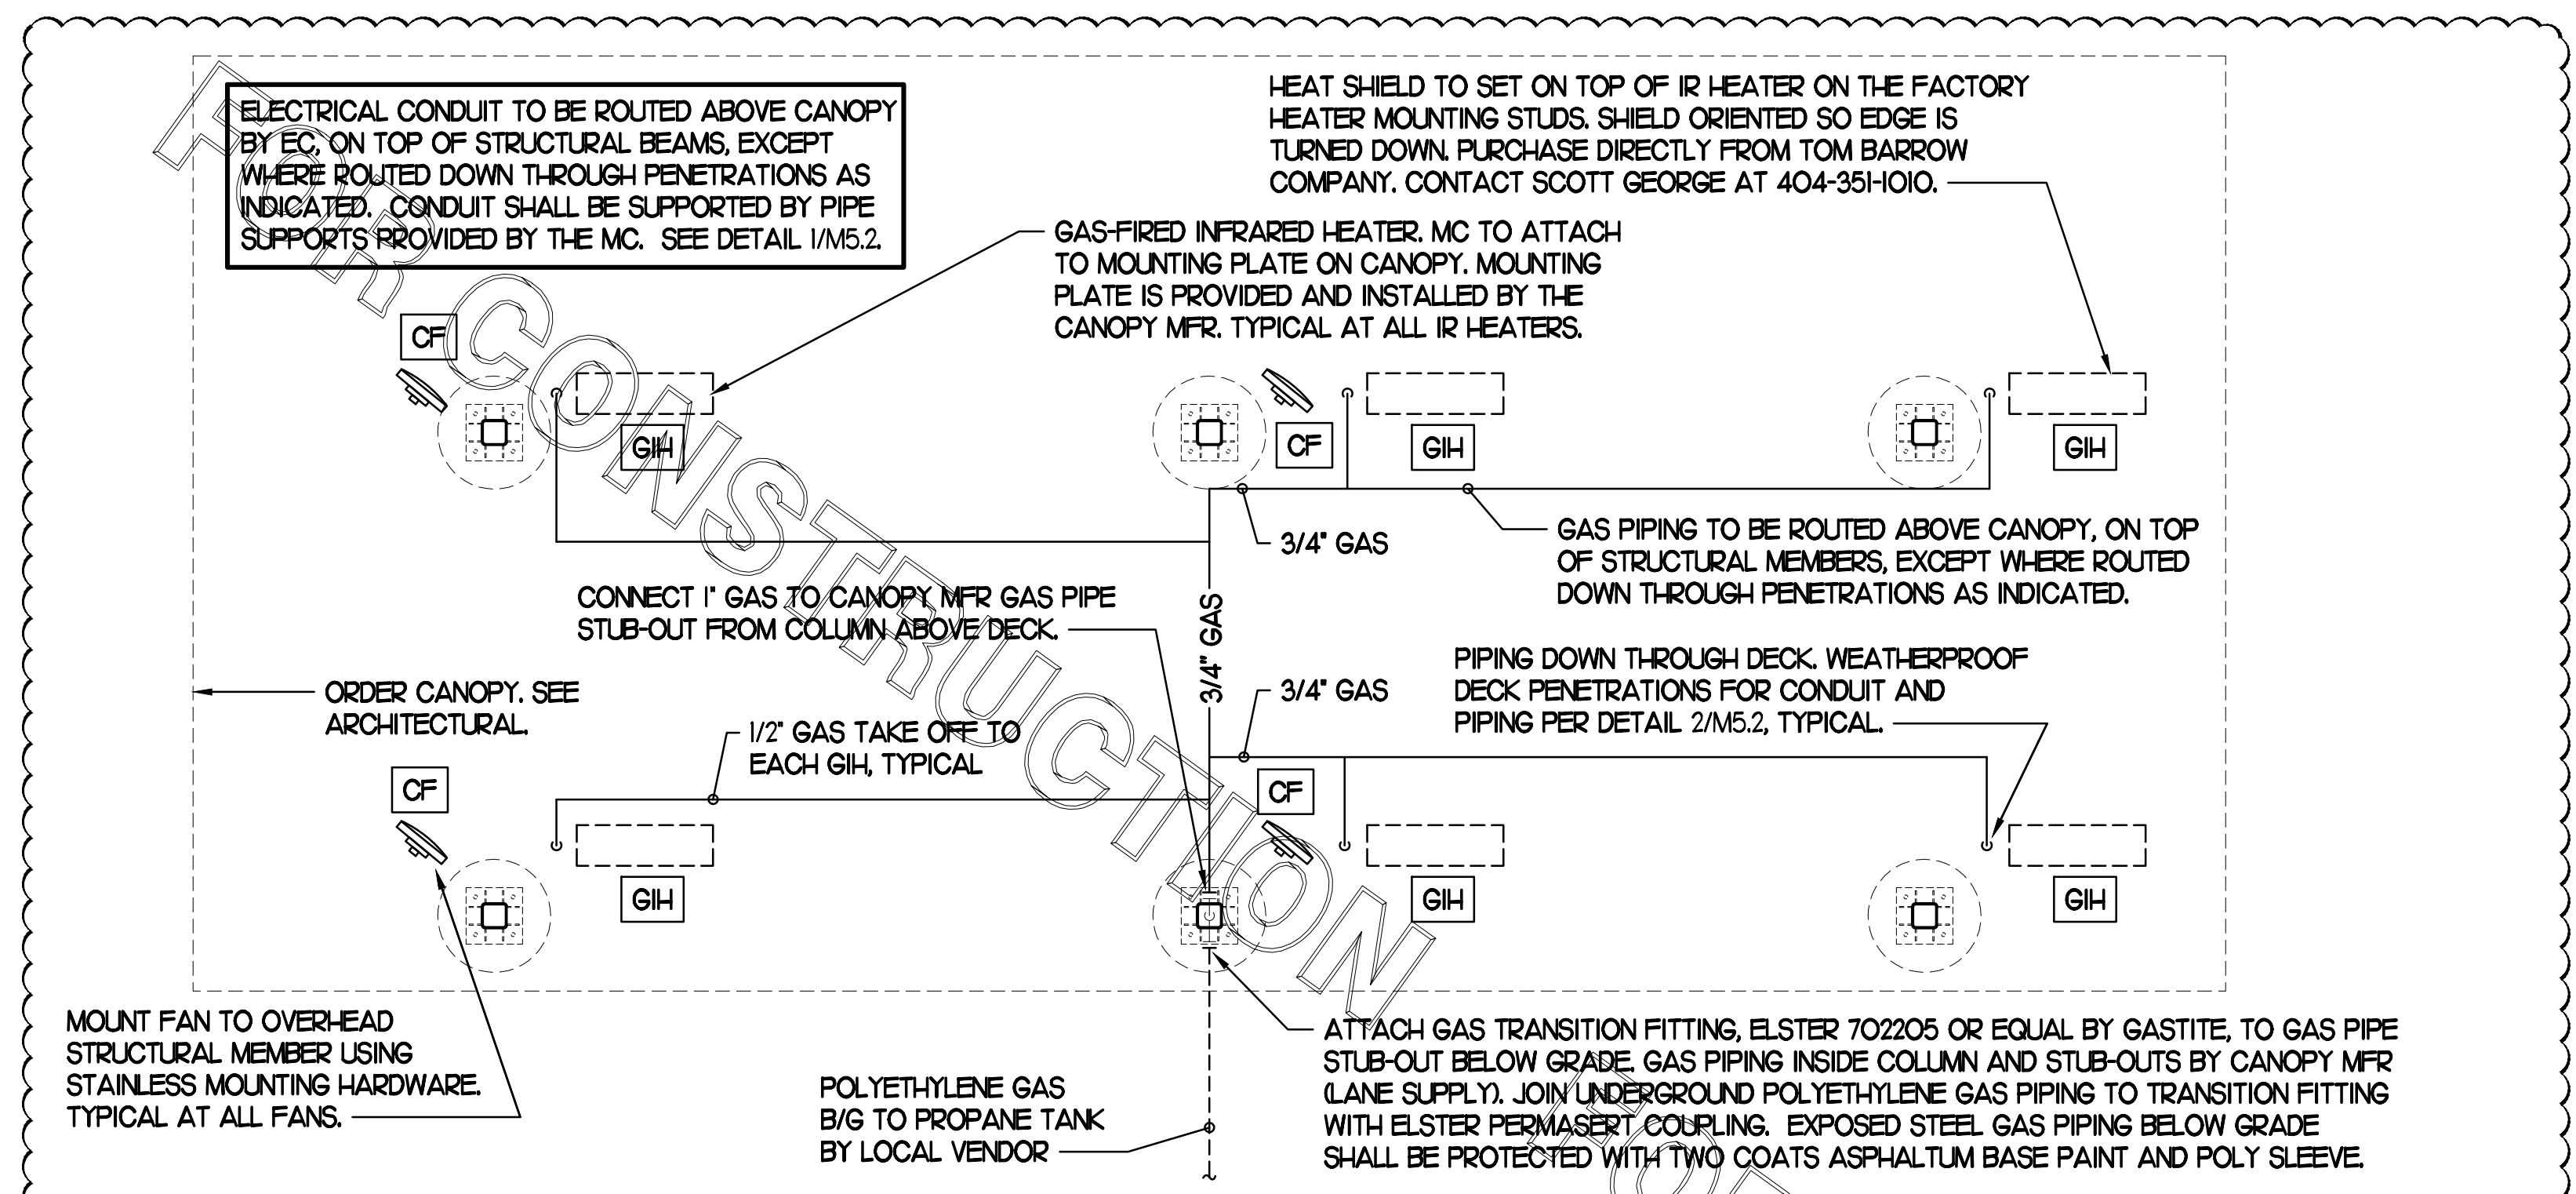 ELECTRICAL CONDUIT TO BE ROUTED ABOVE CANOPY
BY EC, ON TOP OF STRUCTURAL BEAMS, EXCEPT
WHERE ROUTED DOWN THROUGH PENETRATIONS AS
INDICATED. CONDUIT SHALL BE SUPPORTED BY PIPE
SUPPORTS PROVIDED BY THE MC. SEE DETAIL 1/M5.2.
HEAT SHIELD TO SET ON TOP OF IR HEATER ON THE FACTORY
HEATER MOUNTING STUDS. SHIELD ORIENTED SO EDGE IS
TURNED DOWN. PURCHASE DIRECTLY FROM TOM BARROW
COMPANY. CONTACT SCOTT GEORGE AT 404-351-1010.
GAS-FIRED INFRARED HEATER. MC TO ATTACH
TO MOUNTING PLATE ON CANOPY. MOUNTING
PLATE IS PROVIDED AND INSTALLED BY THE
CANOPY MFR. TYPICAL AT ALL IR HEATERS.
CF
GIH
CF
GIH
GIH
3/4" GAS
GAS PIPING TO BE ROUTED ABOVE CANOPY, ON TOP
OF STRUCTURAL MEMBERS, EXCEPT WHERE ROUTED
DOWN THROUGH PENETRATIONS AS INDICATED.
CONNECT 1" GAS TO CANOPY MFR GAS PIPE
STUB-OUT FROM COLUMN ABOVE DECK.
3/4" GAS
ORDER CANOPY. SEE
ARCHITECTURAL.
3/4" GAS
PIPING DOWN THROUGH DECK. WEATHERPROOF
DECK PENETRATIONS FOR CONDUIT AND
PIPING PER DETAIL 2/M5.2, TYPICAL.
1/2" GAS TAKE OFF TO
EACH GIH, TYPICAL
CF
CF
GIH
GIH
GIH
MOUNT FAN TO OVERHEAD
STRUCTURAL MEMBER USING
STAINLESS MOUNTING HARDWARE.
TYPICAL AT ALL FANS.
POLYETHYLENE GAS
B/G TO PROPANE TANK
BY LOCAL VENDOR
ATTACH GAS TRANSITION FITTING, ELSTER 702205 OR EQUAL BY GASTITE, TO GAS PIPE
STUB-OUT BELOW GRADE. GAS PIPING INSIDE COLUMN AND STUB-OUTS BY CANOPY MFR
(LANE SUPPLY). JOIN UNDERGROUND POLYETHYLENE GAS PIPING TO TRANSITION FITTING
WITH ELSTER PERMASERT COUPLING. EXPOSED STEEL GAS PIPING BELOW GRADE
SHALL BE PROTECTED WITH TWO COATS ASPHALTUM BASE PAINT AND POLY SLEEVE.
FOR CONSTRUCTION